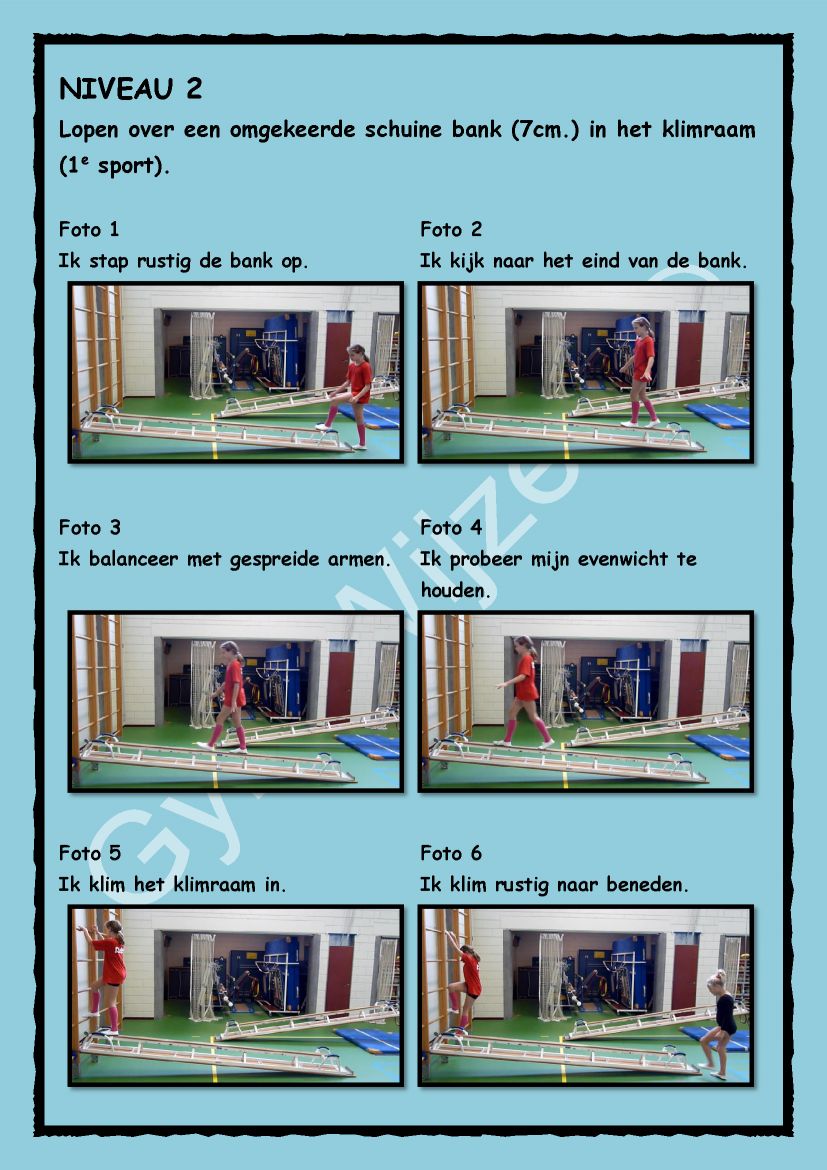 NIVEAU 2
Lopen over een omgekeerde schuine bank (7cm.) in het klimraam
(1e sport).
Foto 1
Ik stap rustig de bank op.
Foto 2
Ik kijk naar het eind van de bank.
Foto 3
Ik balanceer met gespreide armen.
Foto 4
Ik probeer mijn evenwicht te
houden.
Foto 5
Ik klim het klimraam in.
Foto 6
Ik klim rustig naar beneden.